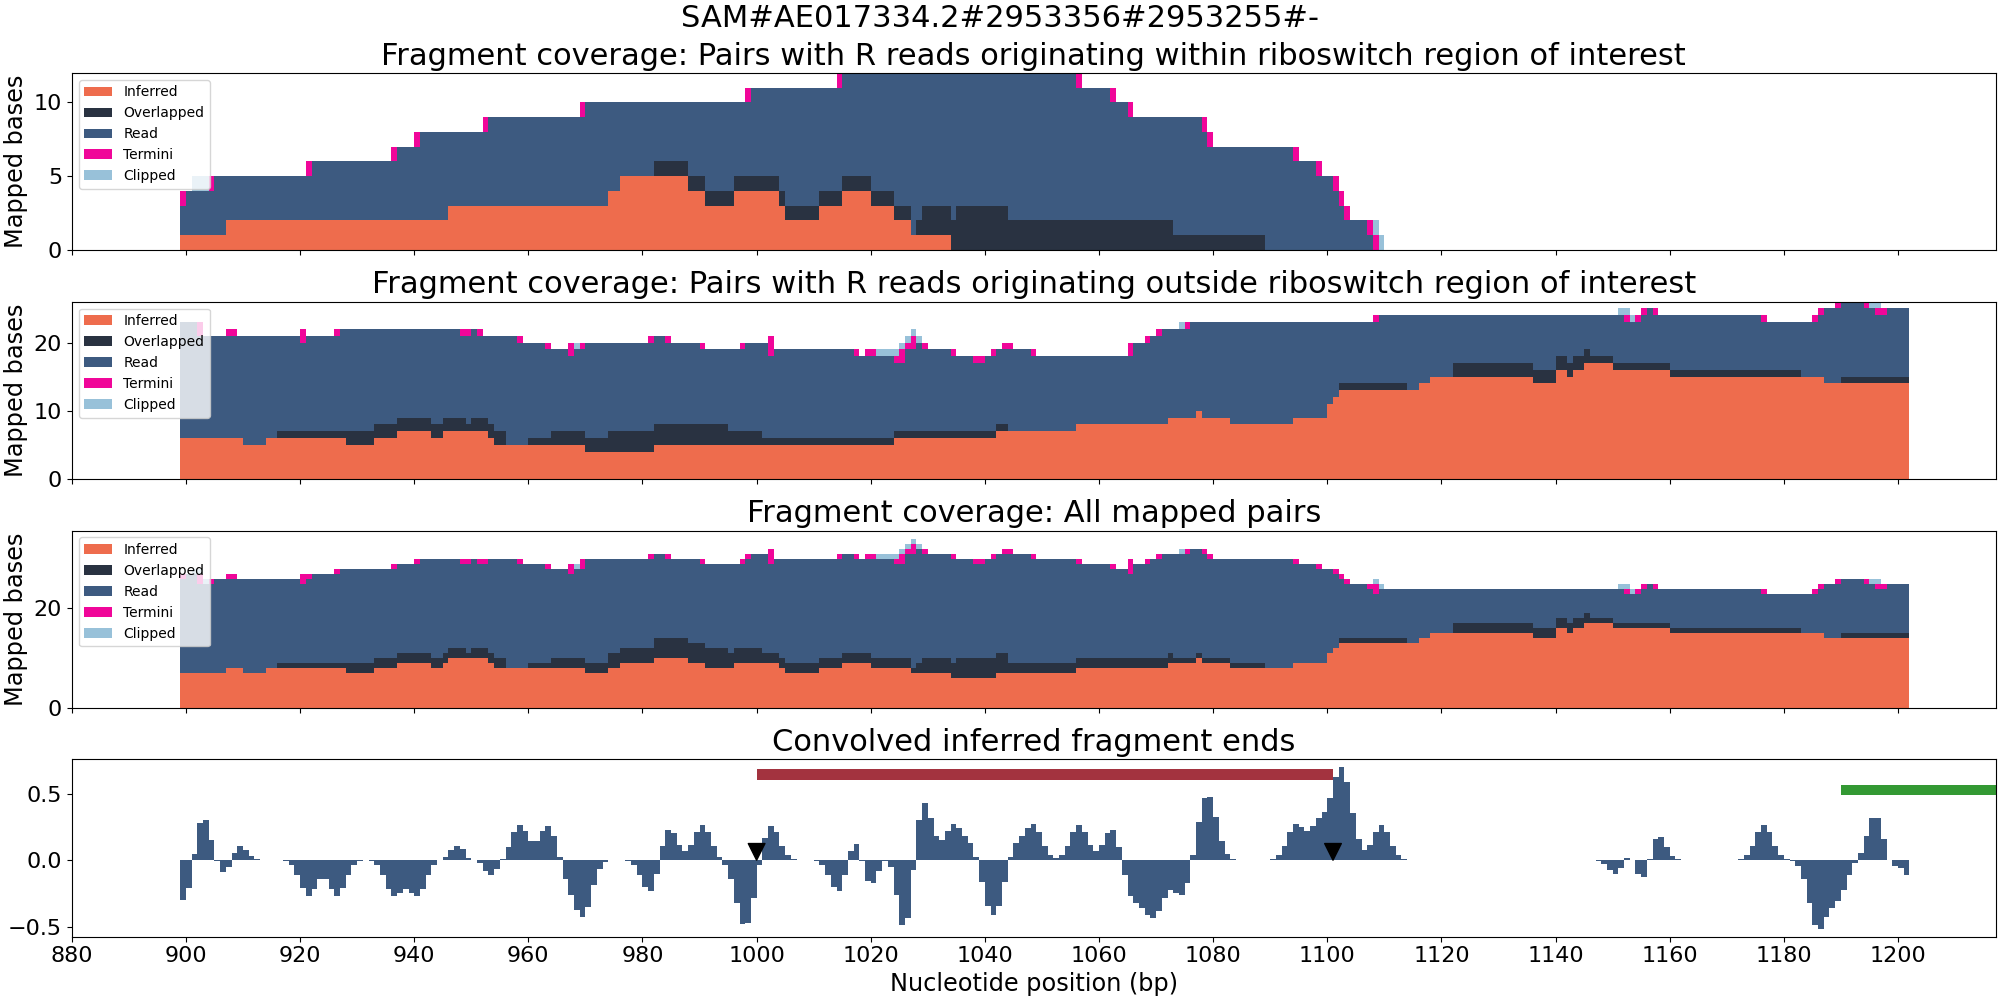 SAM#AE017334.2#2953356#2953255#-
Fragment coverage: Pairs with R reads originating within riboswitch region of interest
Mapped bases
10
5
0
Inferred
Overlapped
Read
Termini
Clipped
Fragment coverage: Pairs with R reads originating outside riboswitch region of interest
Mapped bases
20
10
0
Inferred
Overlapped
Read
Termini
Clipped
Fragment coverage: All mapped pairs
Mapped bases
20
0
Inferred
Overlapped
Read
Termini
Clipped
Convolved inferred fragment ends
0.5
0.0
−0.5
880 900 920 940 960 980 1000 1020 1040 1060 1080 1100 1120 1140 1160 1180 1200
Nucleotide position (bp)